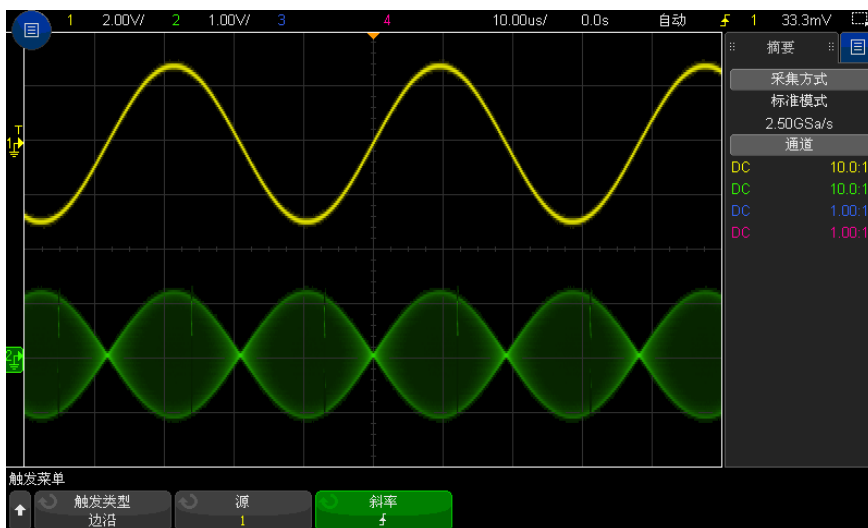 1 2.00V/ 2 1.00V/ 3 4 10.00us/ 0.0s 自动 1 33.3mV
摘要
采集方式
标准模式
2.50GSa/s
通道
DC 10.0:1
DC 10.0:1
DC 1.00:1
DC 1.00:1
T
1
2
触发菜单
触发类型
边沿
源
1
斜率